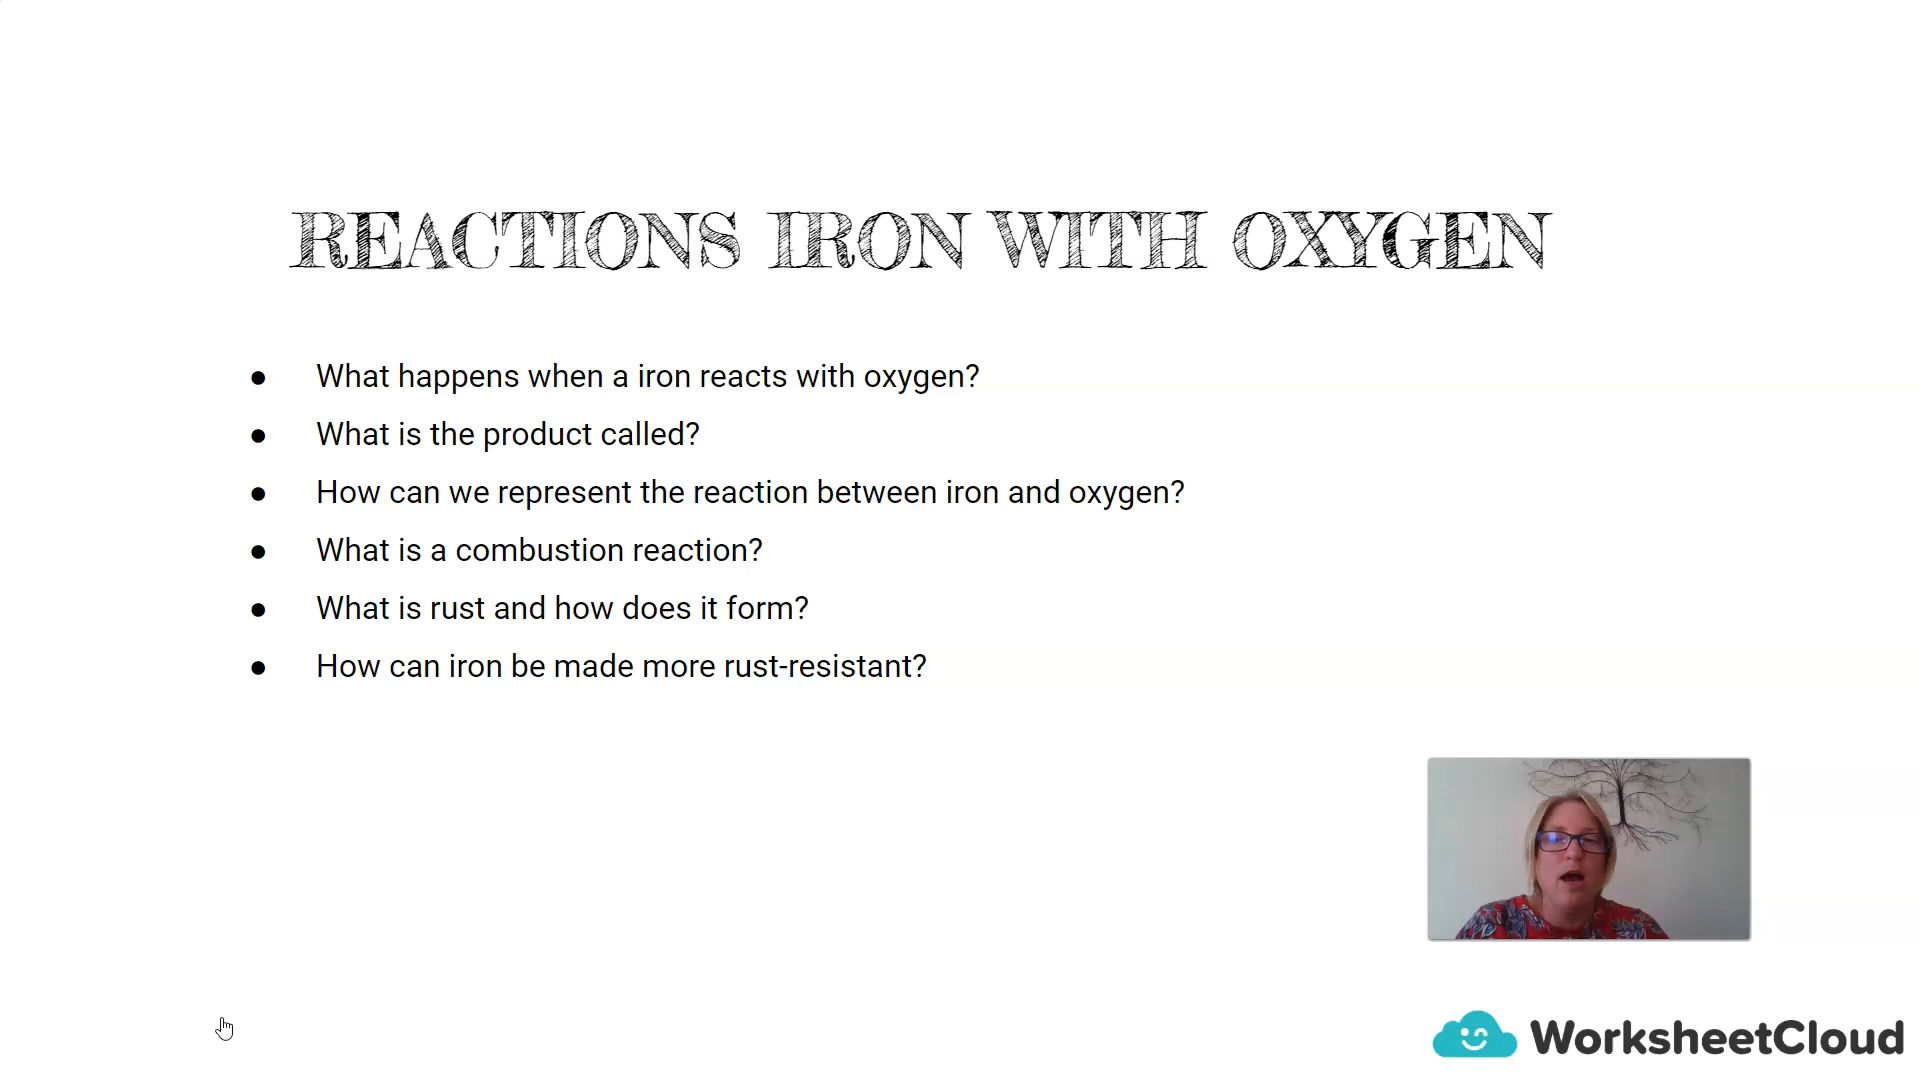 REACTIONS IRON WITH OXYGEN
● What happens when a iron reacts with oxygen?
● What is the product called?
● How can we represent the reaction between iron and oxygen?
● What is a combustion reaction?
● What is rust and how does it form?
● How can iron be made more rust-resistant?
WorksheetCloud